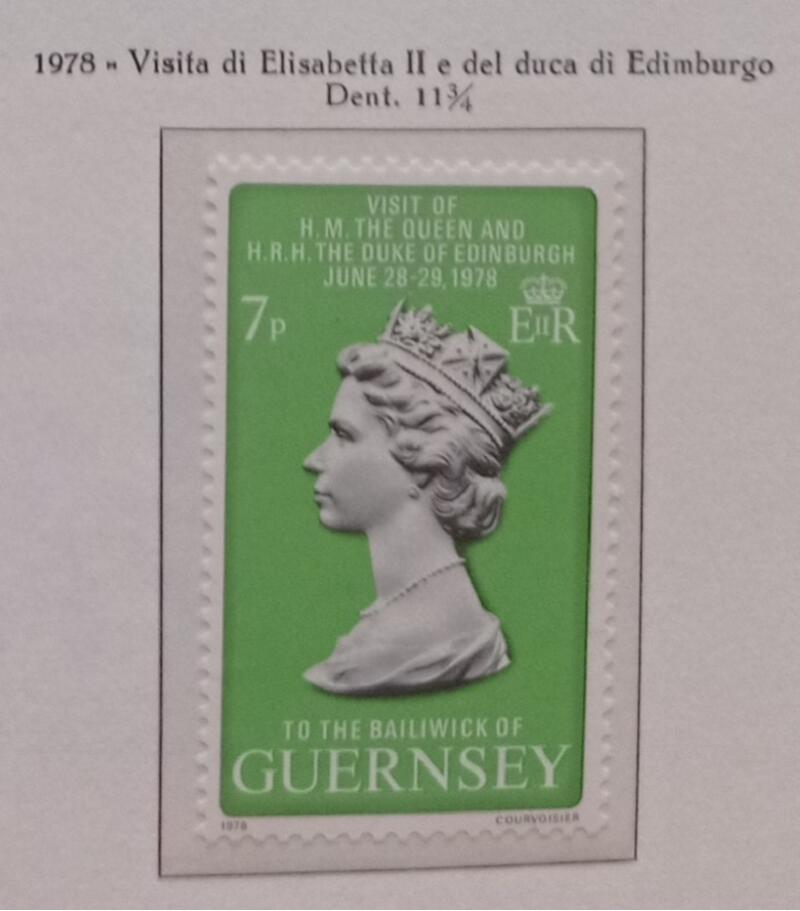 1978 - Visita di Elisabetta II e del duca di Edimburgo
Dent. 11¾
VISIT OF
H.M. THE QUEEN AND
H.R.H. THE DUKE OF EDINBURGH
JUNE 28-29, 1978
7p
EIIR
TO THE BAILIWICK OF
GUERNSEY
1978 COURVOISIER